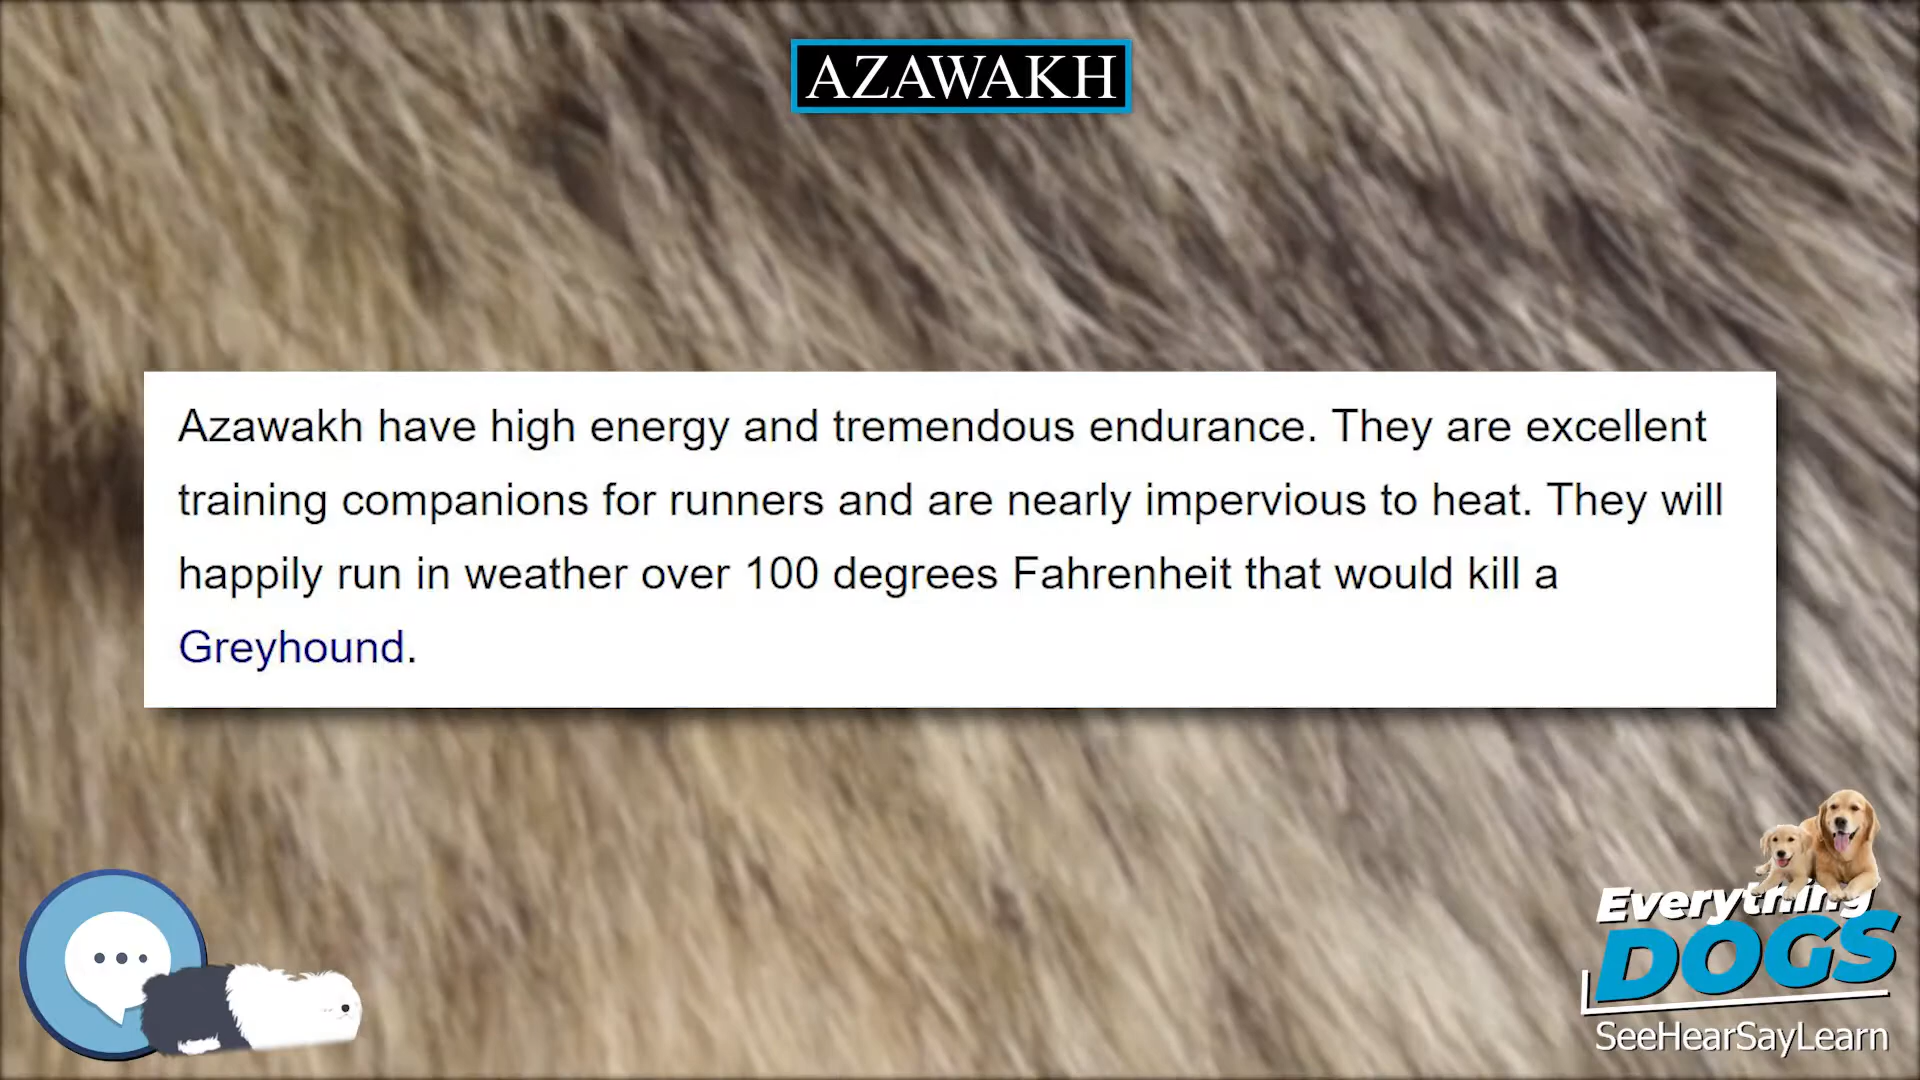 AZAWAKH
Azawakh have high energy and tremendous endurance. They are excellent
training companions for runners and are nearly impervious to heat. They will
happily run in weather over 100 degrees Fahrenheit that would kill a
Greyhound.
Everything
DOGS
SeeHearSayLearn